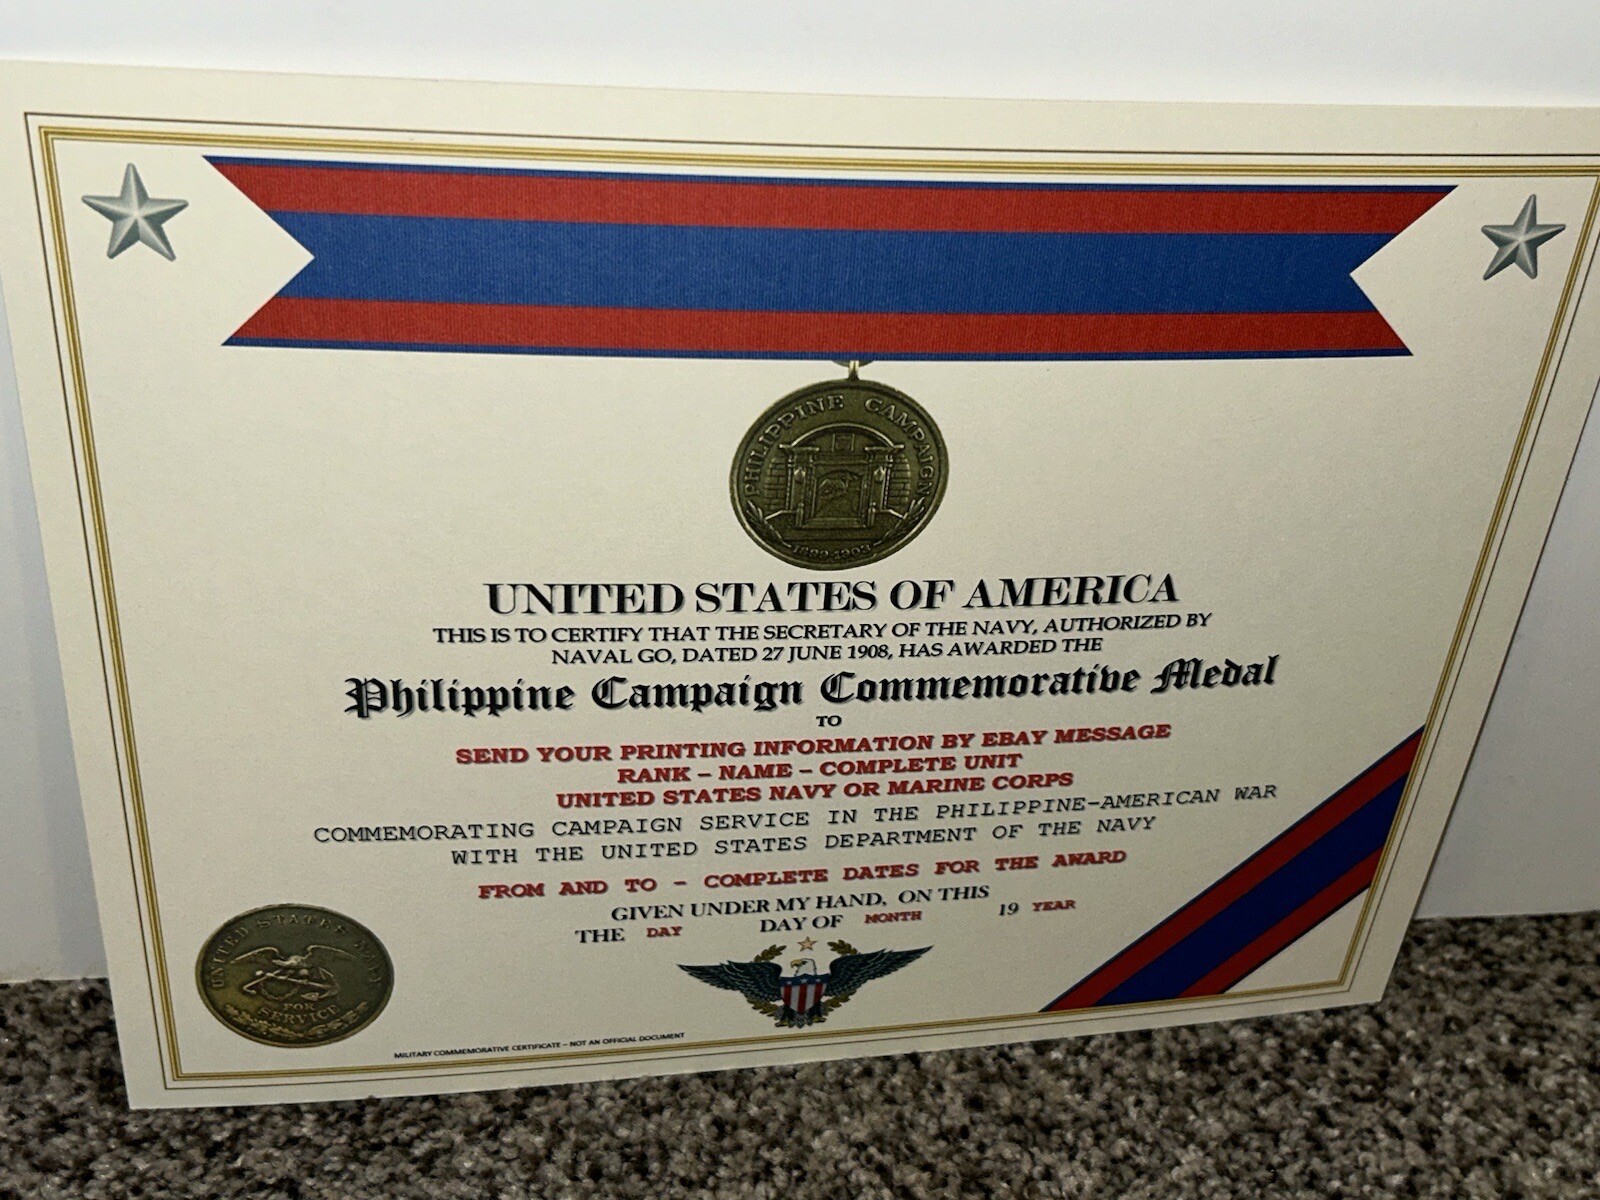 PHILIPPINE CAMPAIGN
1899-1903
UNITED STATES OF AMERICA
THIS IS TO CERTIFY THAT THE SECRETARY OF THE NAVY, AUTHORIZED BY
NAVAL GO, DATED 27 JUNE 1908, HAS AWARDED THE
Philippine Campaign Commemorative Medal
TO
SEND YOUR PRINTING INFORMATION BY EBAY MESSAGE
RANK – NAME – COMPLETE UNIT
UNITED STATES NAVY OR MARINE CORPS
COMMEMORATING CAMPAIGN SERVICE IN THE PHILIPPINE-AMERICAN WAR
WITH THE UNITED STATES DEPARTMENT OF THE NAVY
FROM AND TO - COMPLETE DATES FOR THE AWARD
GIVEN UNDER MY HAND, ON THIS
THE DAY DAY OF MONTH 19 YEAR
UNITED STATES NAVY
FOR
SERVICE
MILITARY COMMEMORATIVE CERTIFICATE – NOT AN OFFICIAL DOCUMENT